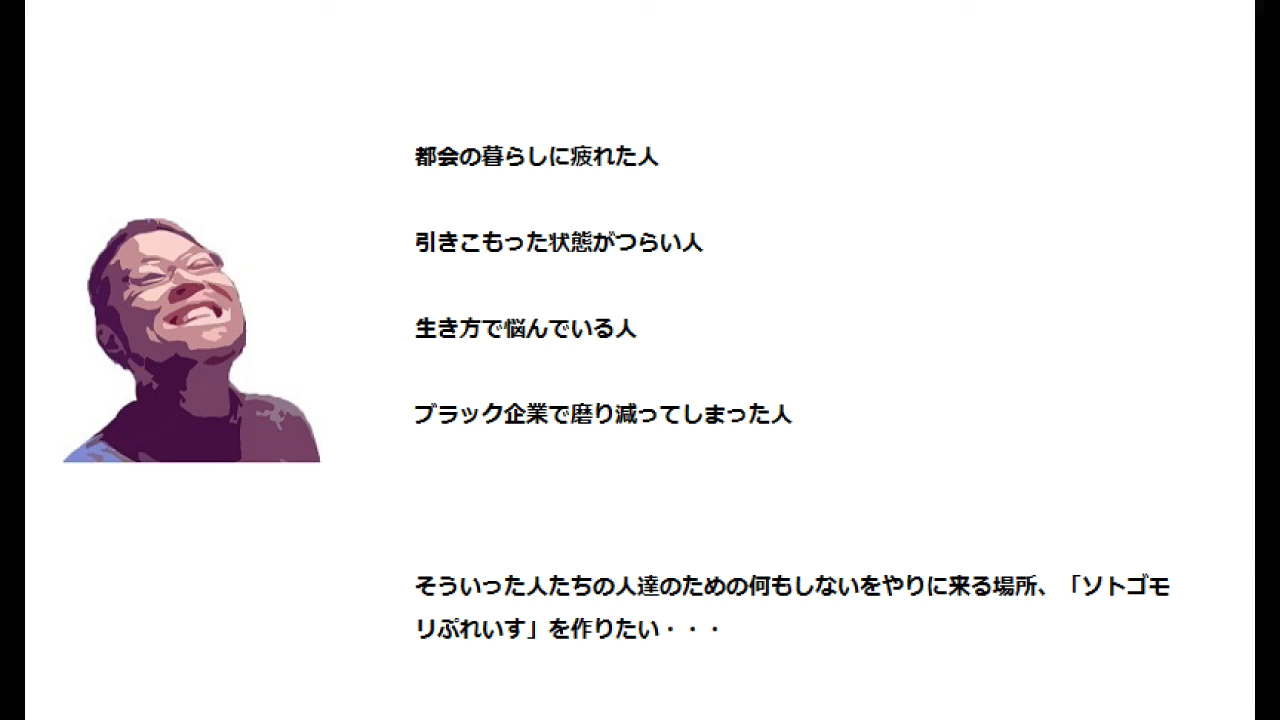 都会の暮らしに疲れた人
引きこもった状態がつらい人
生き方で悩んでいる人
ブラック企業で磨り減ってしまった人
そういった人たちの人達のための何もしないをやりに来る場所、「ソトゴモ
リぷれいす」を作りたい・・・